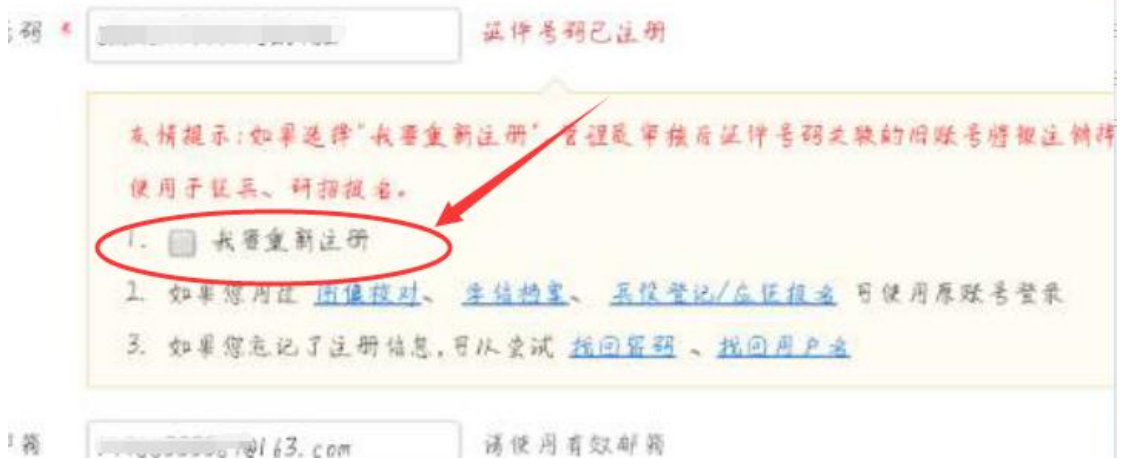 码 * 证件号码已注册
友情提示:如果选择"我要重新注册" 管理员审核后证件号码关联的旧账号将被注销掉
使用于征兵、研招报名。
1. 我要重新注册
2. 如果您用过 图像校对、 学信档案、 兵役登记/应征报名 可使用原账号登录
3. 如果您忘记了注册信息,可以尝试 找回密码 、找回用户名
邮箱 @163.com 请使用有效邮箱